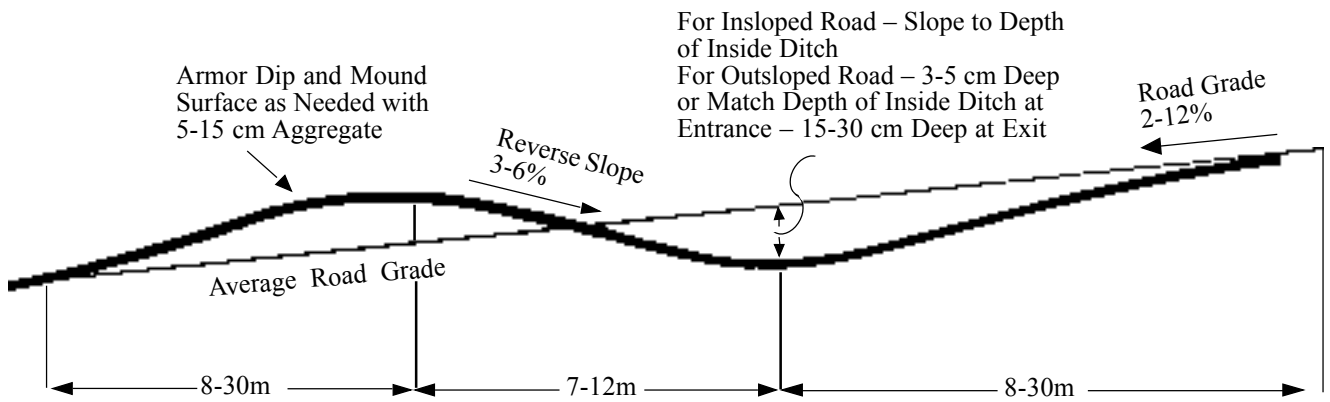 For Insloped Road – Slope to Depth
of Inside Ditch
For Outsloped Road – 3-5 cm Deep
or Match Depth of Inside Ditch at
Entrance – 15-30 cm Deep at Exit
Armor Dip and Mound
Surface as Needed with
5-15 cm Aggregate
Reverse Slope
3-6%
Road Grade
2-12%
Average Road Grade
8-30m
7-12m
8-30m